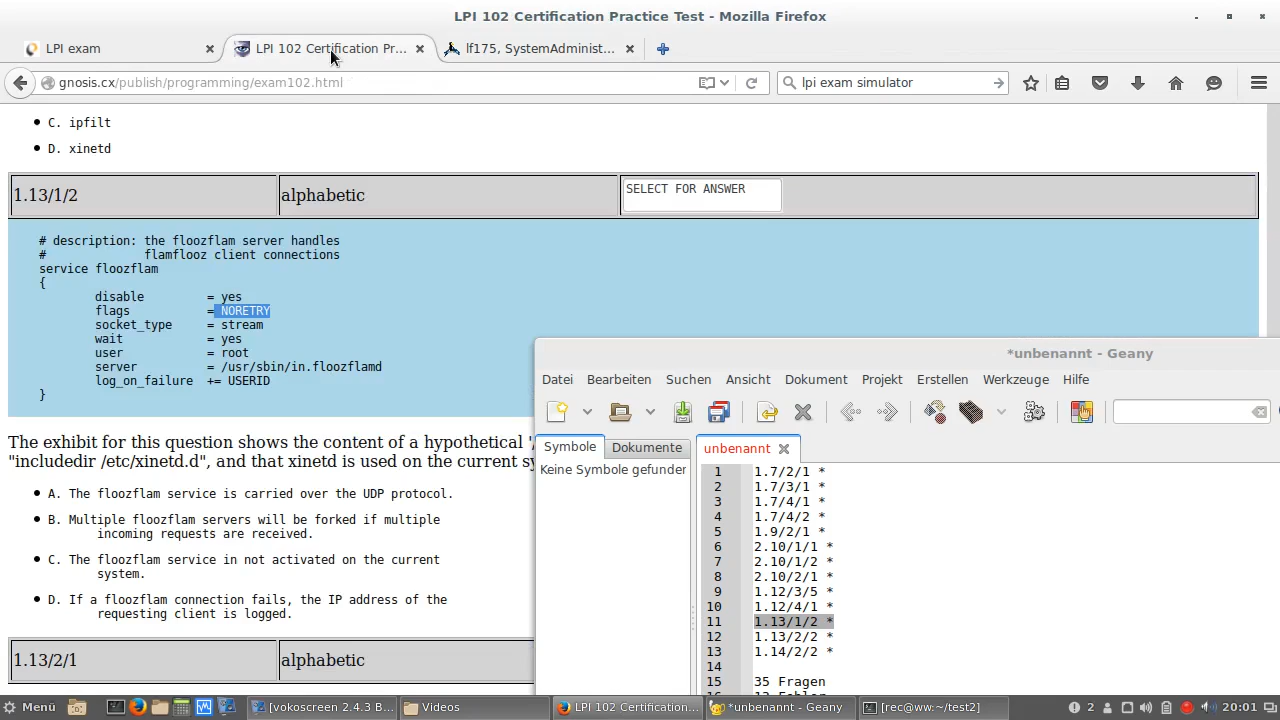 LPI 102 Certification Practice Test - Mozilla Firefox
LPI exam
LPI 102 Certification Pr...
lf175, SystemAdminist...
gnosis.cx/publish/programming/exam102.html
lpi exam simulator
C. ipfilt
D. xinetd
1.13/1/2
alphabetic
SELECT FOR ANSWER
# description: the floozflam server handles
# flamflooz client connections
service floozflam
{
disable = yes
flags = NORETRY
socket_type = stream
wait = yes
user = root
server = /usr/sbin/in.floozflamd
log_on_failure += USERID
}
The exhibit for this question shows the content of a hypothetical
"includedir /etc/xinetd.d", and that xinetd is used on the current
A. The floozflam service is carried over the UDP protocol.
B. Multiple floozflam servers will be forked if multiple
incoming requests are received.
C. The floozflam service in not activated on the current
system.
D. If a floozflam connection fails, the IP address of the
requesting client is logged.
1.13/2/1
alphabetic
*unbenannt - Geany
Datei Bearbeiten Suchen Ansicht Dokument Projekt Erstellen Werkzeuge Hilfe
Symbole
Dokumente
Keine Symbole gefunder
unbenannt
1 1.7/2/1 *
2 1.7/3/1 *
3 1.7/4/1 *
4 1.7/4/2 *
5 1.9/2/1 *
6 2.10/1/1 *
7 2.10/1/2 *
8 2.10/2/1 *
9 1.12/3/5 *
10 1.12/4/1 *
11 1.13/1/2 *
12 1.13/2/2 *
13 1.14/2/2 *
14
15 35 Fragen
Menü
[vokoscreen 2.4.3 B...
Videos
LPI 102 Certification...
*unbenannt - Geany
[rec@ww:~/test2]
2
20:01